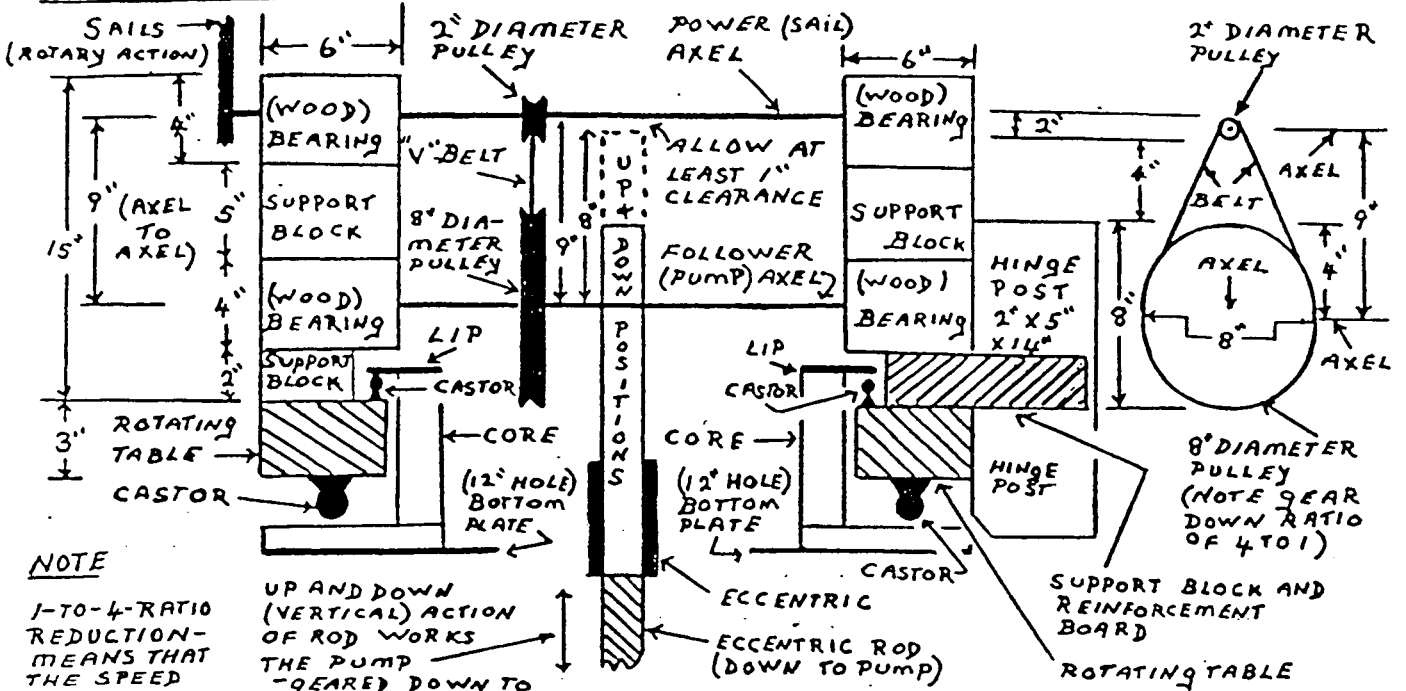 SAILS
(ROTARY ACTION)
6"
2" DIAMETER
PULLEY
POWER (SAIL)
AXEL
6"
2" DIAMETER
PULLEY
(WOOD)
BEARING
4"
"V"-BELT
ALLOW AT
LEAST 1"
CLEARANCE
(WOOD)
BEARING
2"
4"
AXEL
BELT
9"
15"
9" (AXEL
TO
AXEL)
5"
SUPPORT
BLOCK
8" DIA-
METER
PULLEY
9"
8"
UP + DOWN POSITIONS
FOLLOWER
(PUMP) AXEL
SUPPORT
BLOCK
HINGE
POST
2" X 5"
X 14"
8"
AXEL
4"
8"
AXEL
4"
(WOOD)
BEARING
(WOOD)
BEARING
2"
SUPPORT
BLOCK
LIP
CASTOR
LIP
CASTOR
3"
ROTATING
TABLE
CASTOR
CORE
(12" HOLE)
BOTTOM
PLATE
CORE
(12" HOLE)
BOTTOM
PLATE
HINGE
POST
CASTOR
8" DIAMETER
PULLEY
(NOTE GEAR
DOWN RATIO
OF 4 TO 1)
NOTE
1-TO-4-RATIO
REDUCTION-
MEANS THAT
THE SPEED
UP AND DOWN
(VERTICAL) ACTION
OF ROD WORKS
THE PUMP
-GEARED DOWN TO
ECCENTRIC
ECCENTRIC ROD
(DOWN TO PUMP)
SUPPORT BLOCK AND
REINFORCEMENT
BOARD
ROTATING TABLE